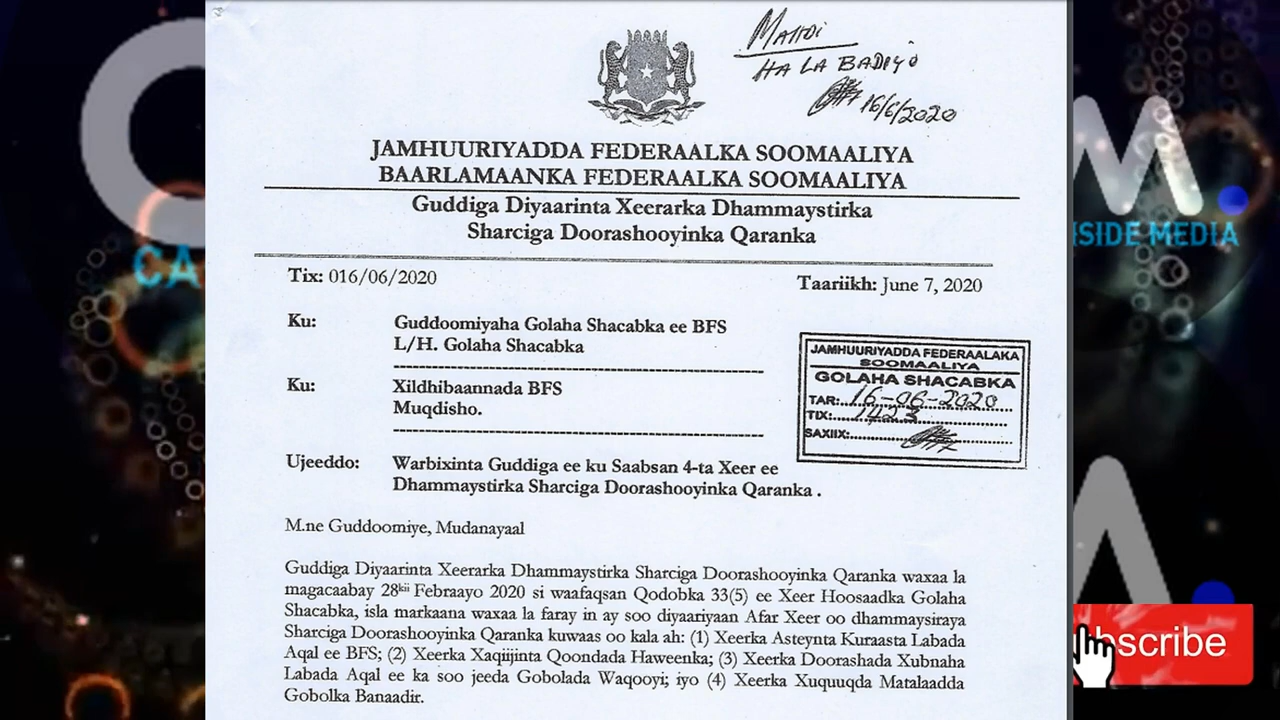 MAHDI
HA LA BADIYO
16/6/2020
JAMHUURIYADDA FEDERAALKA SOOMAALIYA
BAARLAMAANKA FEDERAALKA SOOMAALIYA
Guddiga Diyaarinta Xeerarka Dhammaystirka
Sharciga Doorashooyinka Qaranka
Tix: 016/06/2020
Taariikh: June 7, 2020
Ku: Guddoomiyaha Golaha Shacabka ee BFS
L/H. Golaha Shacabka
Ku: Xildhibaannada BFS
Muqdisho.
JAMHUURIYADDA FEDERAALAKA
SOOMAALIYA
GOLAHA SHACABKA
TAR: 16-06-2020
TIX: 1423
SAXIIX:
Ujeeddo: Warbixinta Guddiga ee ku Saabsan 4-ta Xeer ee
Dhammaystirka Sharciga Doorashooyinka Qaranka .
M.ne Guddoomiye, Mudanayaal
Guddiga Diyaarinta Xeerarka Dhammaystirka Sharciga Doorashooyinka Qaranka waxaa la
magacaabay 28kii Febraayo 2020 si waafaqsan Qodobka 33(5) ee Xeer Hoosaadka Golaha
Shacabka, isla markaana waxaa la faray in ay soo diyaariyaan Afar Xeer oo dhammaysiraya
Sharciga Doorashooyinka Qaranka kuwaas oo kala ah: (1) Xeerka Asteynta Kuraasta Labada
Aqal ee BFS; (2) Xeerka Xaqiijinta Qoondada Haweenka; (3) Xeerka Doorashada Xubnaha
Labada Aqal ee ka soo jeeda Gobolada Waqooyi; iyo (4) Xeerka Xuquuqda Matalaadda
Gobolka Banaadir.
C
CA
M.
SIDE MEDIA
scribe